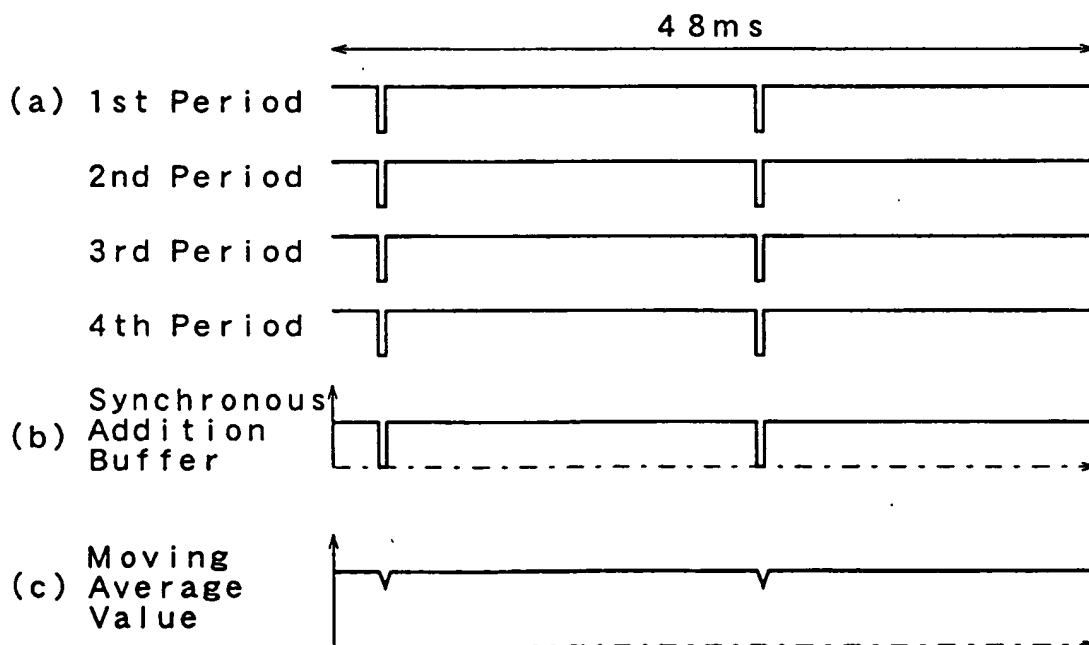 48ms
(a) 1st Period
2nd Period
3rd Period
4th Period
Synchronous
(b) Addition
Buffer
Moving
(c) Average
Value